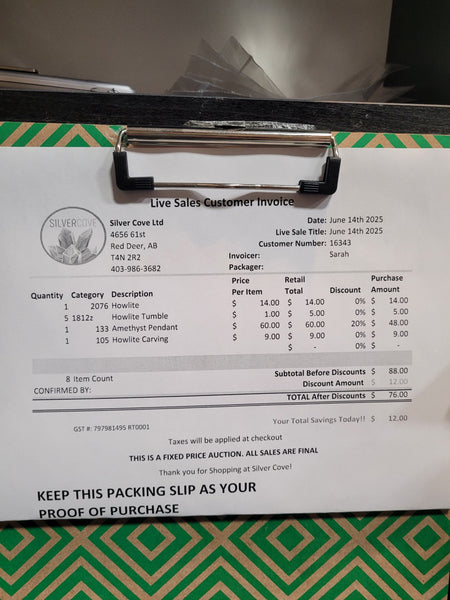 Live Sales Customer Invoice
SILVERCOVE
Silver Cove Ltd
4656 61st
Red Deer, AB
T4N 2R2
403-986-3682
Date: June 14th 2025
Live Sale Title: June 14th 2025
Customer Number: 16343
Invoicer: Sarah
Packager:
Quantity Category Description Price Per Item Retail Total Discount Purchase Amount
1 2076 Howlite $ 14.00 $ 14.00 0% $ 14.00
5 1812z Howlite Tumble $ 1.00 $ 5.00 0% $ 5.00
1 133 Amethyst Pendant $ 60.00 $ 60.00 20% $ 48.00
1 105 Howlite Carving $ 9.00 $ 9.00 0% $ 9.00
$ - 0% $ -
8 Item Count
Subtotal Before Discounts $ 88.00
Discount Amount $ 12.00
CONFIRMED BY:
TOTAL After Discounts $ 76.00
GST #: 797981495 RT0001
Your Total Savings Today!! $ 12.00
Taxes will be applied at checkout
THIS IS A FIXED PRICE AUCTION. ALL SALES ARE FINAL
Thank you for Shopping at Silver Cove!
KEEP THIS PACKING SLIP AS YOUR
PROOF OF PURCHASE